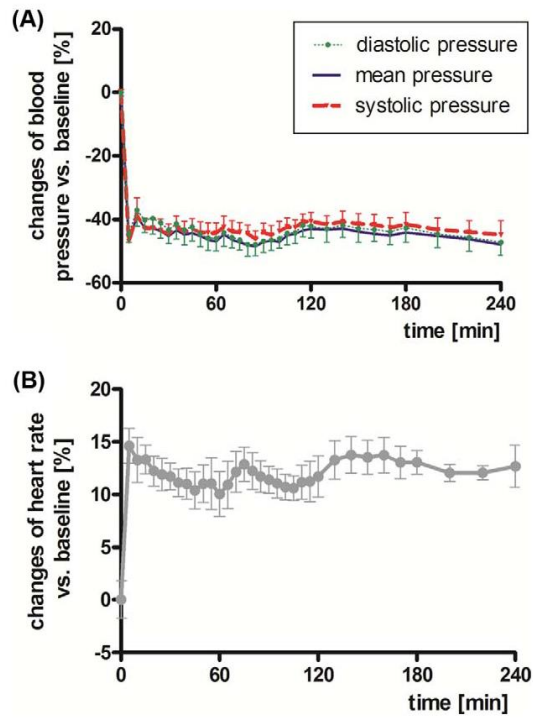 (A)
changes of blood
pressure vs. baseline [%]
20
0
-20
-40
-60
diastolic pressure
mean pressure
systolic pressure
0
60
120
180
240
time [min]
(B)
changes of heart rate
vs. baseline [%]
20
15
10
5
0
-5
0
60
120
180
240
time [min]